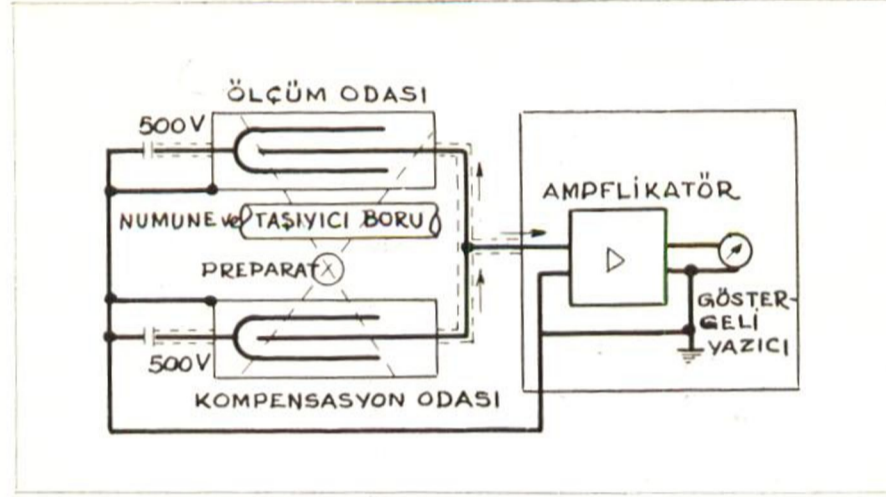 ÖLÇÜM ODASI
500V
AMPFLİKATÖR
NUMUNE ve TAŞIYICI BORU
PREPARAT
GÖSTER-
GELİ
YAZICI
500V
KOMPENSASYON ODASI